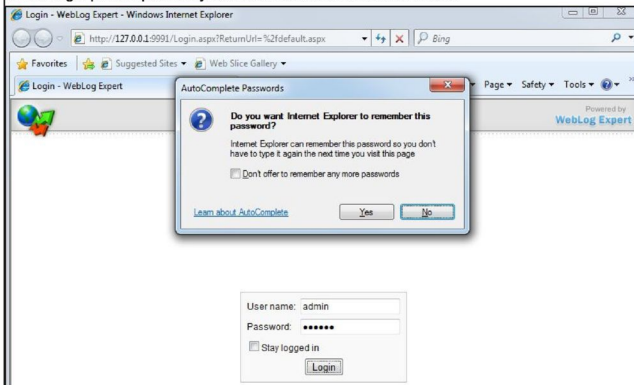 Login - WebLog Expert - Windows Internet Explorer
http://127.0.0.1:9991/Login.aspx?ReturnUrl=%2fdefault.aspx
Bing
Favorites Suggested Sites Web Slice Gallery
Login - WebLog Expert Page Safety Tools
AutoComplete Passwords
Powered by
WebLog Expert
Do you want Internet Explorer to remember this
password?
Internet Explorer can remember this password so you don't
have to type it again the next time you visit this page
Don't offer to remember any more passwords
Learn about AutoComplete Yes No
User name: admin
Password: ••••••
Stay logged in
Login